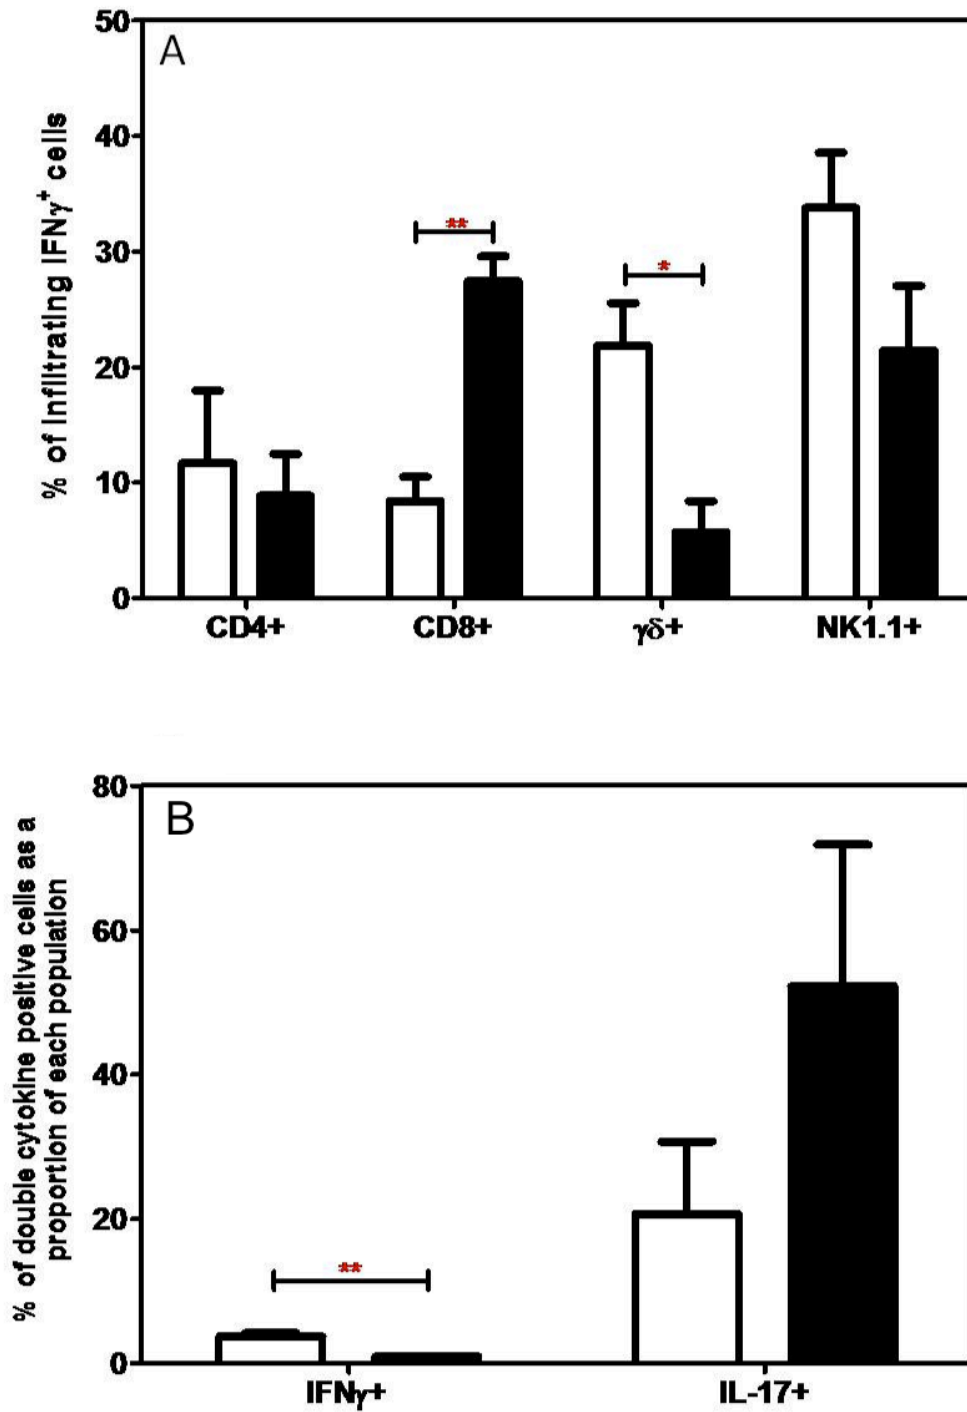 A
% of Infiltrating IFNγ⁺ cells
50
40
30
20
10
0
**
*
CD4+ CD8+ γδ+ NK1.1+
B
% of double cytokine positive cells as a
proportion of each population
80
60
40
20
0
**
IFNγ+ IL-17+